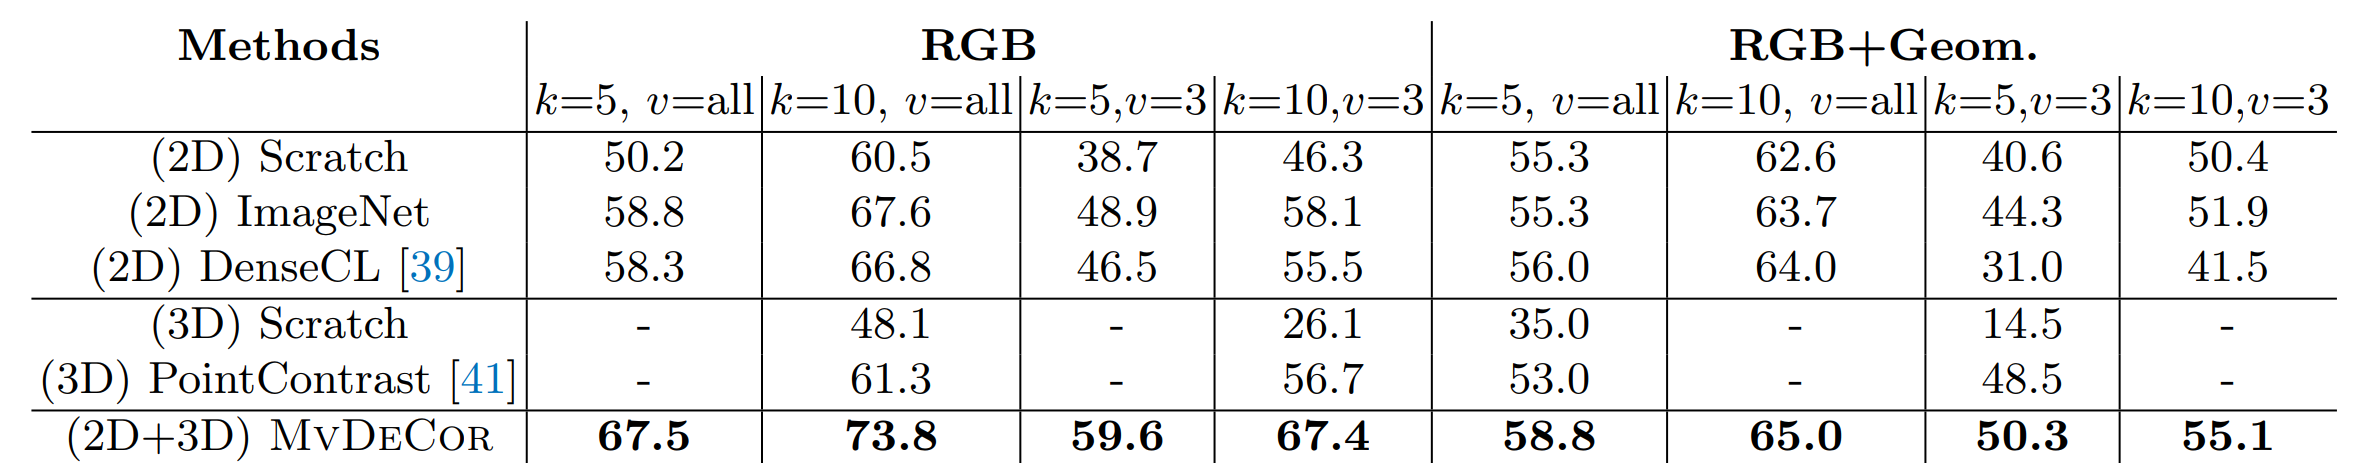 Methods RGB RGB+Geom.
k=5, v=all k=10, v=all k=5,v=3 k=10,v=3 k=5, v=all k=10, v=all k=5,v=3 k=10,v=3
(2D) Scratch 50.2 60.5 38.7 46.3 55.3 62.6 40.6 50.4
(2D) ImageNet 58.8 67.6 48.9 58.1 55.3 63.7 44.3 51.9
(2D) DenseCL [39] 58.3 66.8 46.5 55.5 56.0 64.0 31.0 41.5
(3D) Scratch - 48.1 - 26.1 35.0 - 14.5 -
(3D) PointContrast [41] - 61.3 - 56.7 53.0 - 48.5 -
(2D+3D) MvDeCor 67.5 73.8 59.6 67.4 58.8 65.0 50.3 55.1